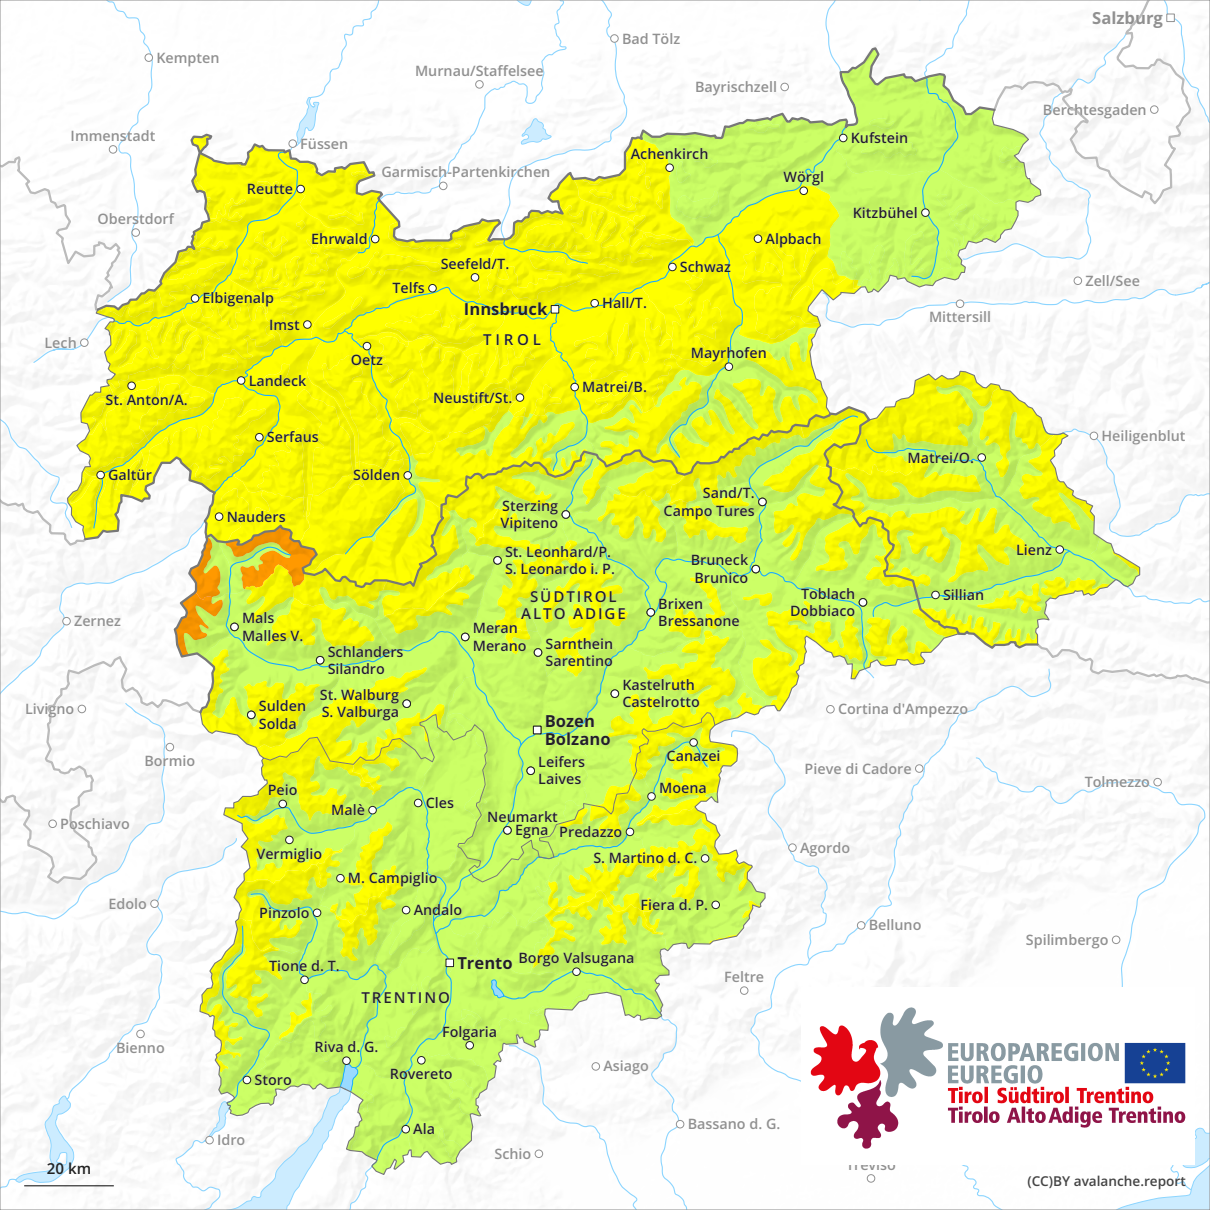 Salzburg
Bad Tölz
Kempten
Murnau/Staffelsee
Bayrischzell
Berchtesgaden
Immenstadt
Füssen
Kufstein
Achenkirch
Garmisch-Partenkirchen
Wörgl
Reutte
Kitzbühel
Oberstdorf
Ehrwald
Alpbach
Seefeld/T.
Schwaz
Zell/See
Telfs
Elbigenalp
Hall/T.
Innsbruck
Mittersill
Imst
TIROL
Lech
Mayrhofen
Oetz
Landeck
Matrei/B.
St. Anton/A.
Neustift/St.
Serfaus
Heiligenblut
Matrei/O.
Galtür
Sölden
Sand/T.
Campo Tures
Sterzing
Vipiteno
Nauders
St. Leonhard/P.
S. Leonardo i. P.
Lienz
Bruneck
Brunico
SÜDTIROL
ALTO ADIGE
Toblach
Dobbiaco
Sillian
Brixen
Bressanone
Zernez
Mals
Malles V.
Meran
Merano
Sarnthein
Sarentino
Schlanders
Silandro
Kastelruth
Castelrotto
St. Walburg
S. Valburga
Sulden
Solda
Livigno
Cortina d'Ampezzo
Bozen
Bolzano
Bormio
Canazei
Leifers
Laives
Pieve di Cadore
Tolmezzo
Peio
Moena
Malè
Cles
Neumarkt
Egna
Predazzo
Poschiavo
Vermiglio
S. Martino d. C.
Agordo
M. Campiglio
Edolo
Pinzolo
Andalo
Fiera d. P.
Belluno
Spilimbergo
Trento
Borgo Valsugana
Tione d. T.
Feltre
TRENTINO
Folgaria
Bienno
Riva d. G.
Rovereto
Asiago
Storo
EUROPAREGION
EUREGIO
Tirol Südtirol Trentino
Tirolo Alto Adige Trentino
Ala
Bassano d. G.
Idro
Schio
Treviso
20 km
(CC)BY avalanche.report